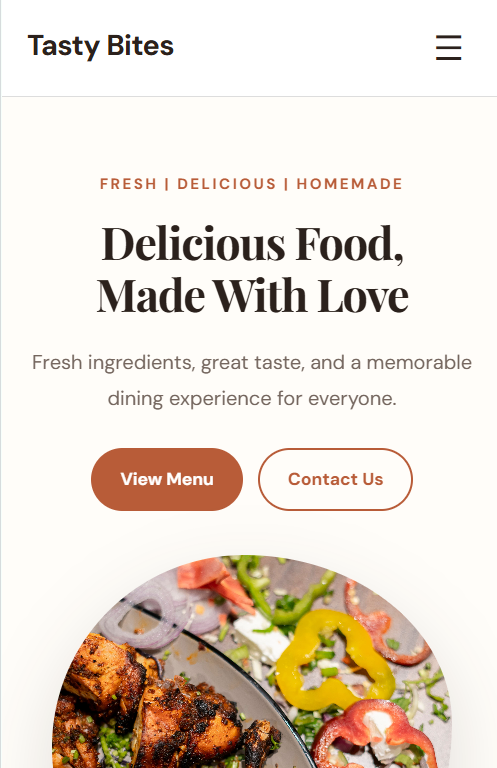 Tasty Bites
FRESH | DELICIOUS | HOMEMADE
Delicious Food,
Made With Love
Fresh ingredients, great taste, and a memorable
dining experience for everyone.
View Menu
Contact Us